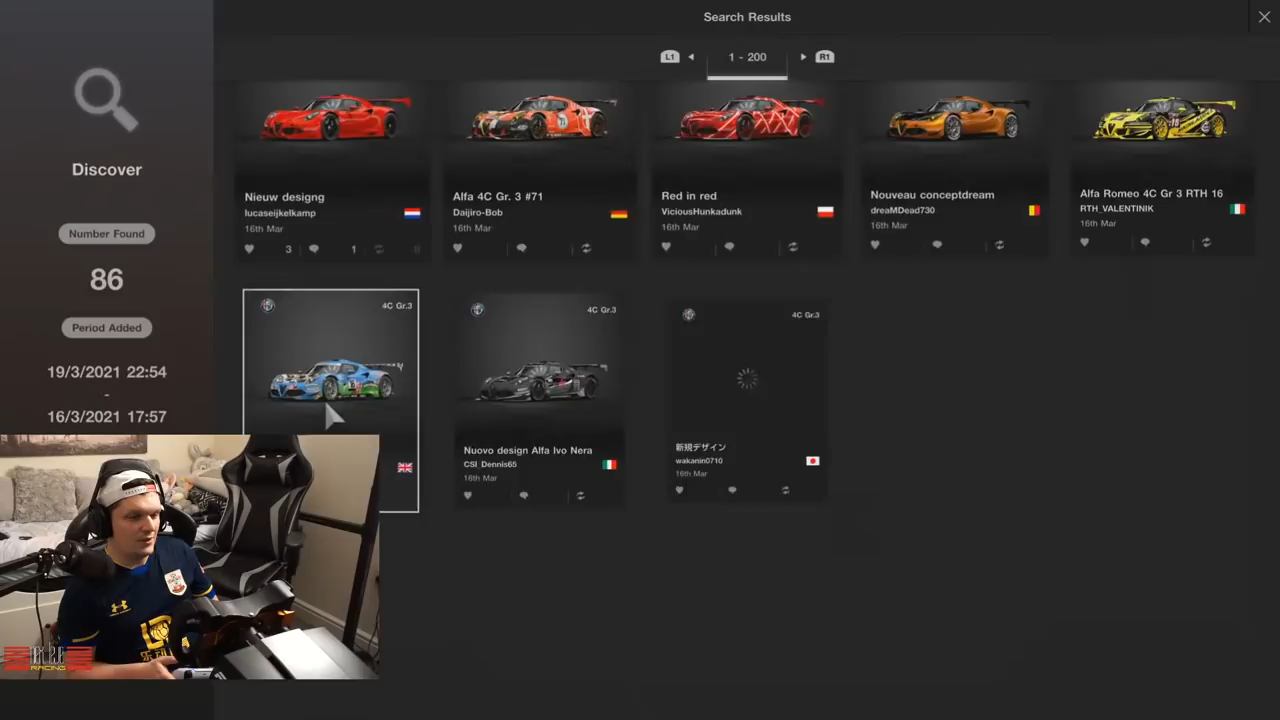 Search Results
L1
1 - 200
R1
Discover
Number Found
86
Period Added
19/3/2021 22:54
-
16/3/2021 17:57
Nieuw designg
lucaseijkelkamp
16th Mar
3
1
0
Alfa 4C Gr. 3 #71
Daijiro-Bob
16th Mar
Red in red
ViciousHunkadunk
16th Mar
Nouveau conceptdream
dreaMDead730
16th Mar
Alfa Romeo 4C Gr 3 RTH 16
RTH_VALENTINIK
16th Mar
4C Gr.3
4C Gr.3
Nuovo design Alfa Ivo Nera
CSI_Dennis65
16th Mar
4C Gr.3
新規デザイン
wakanin0710
16th Mar
RACING